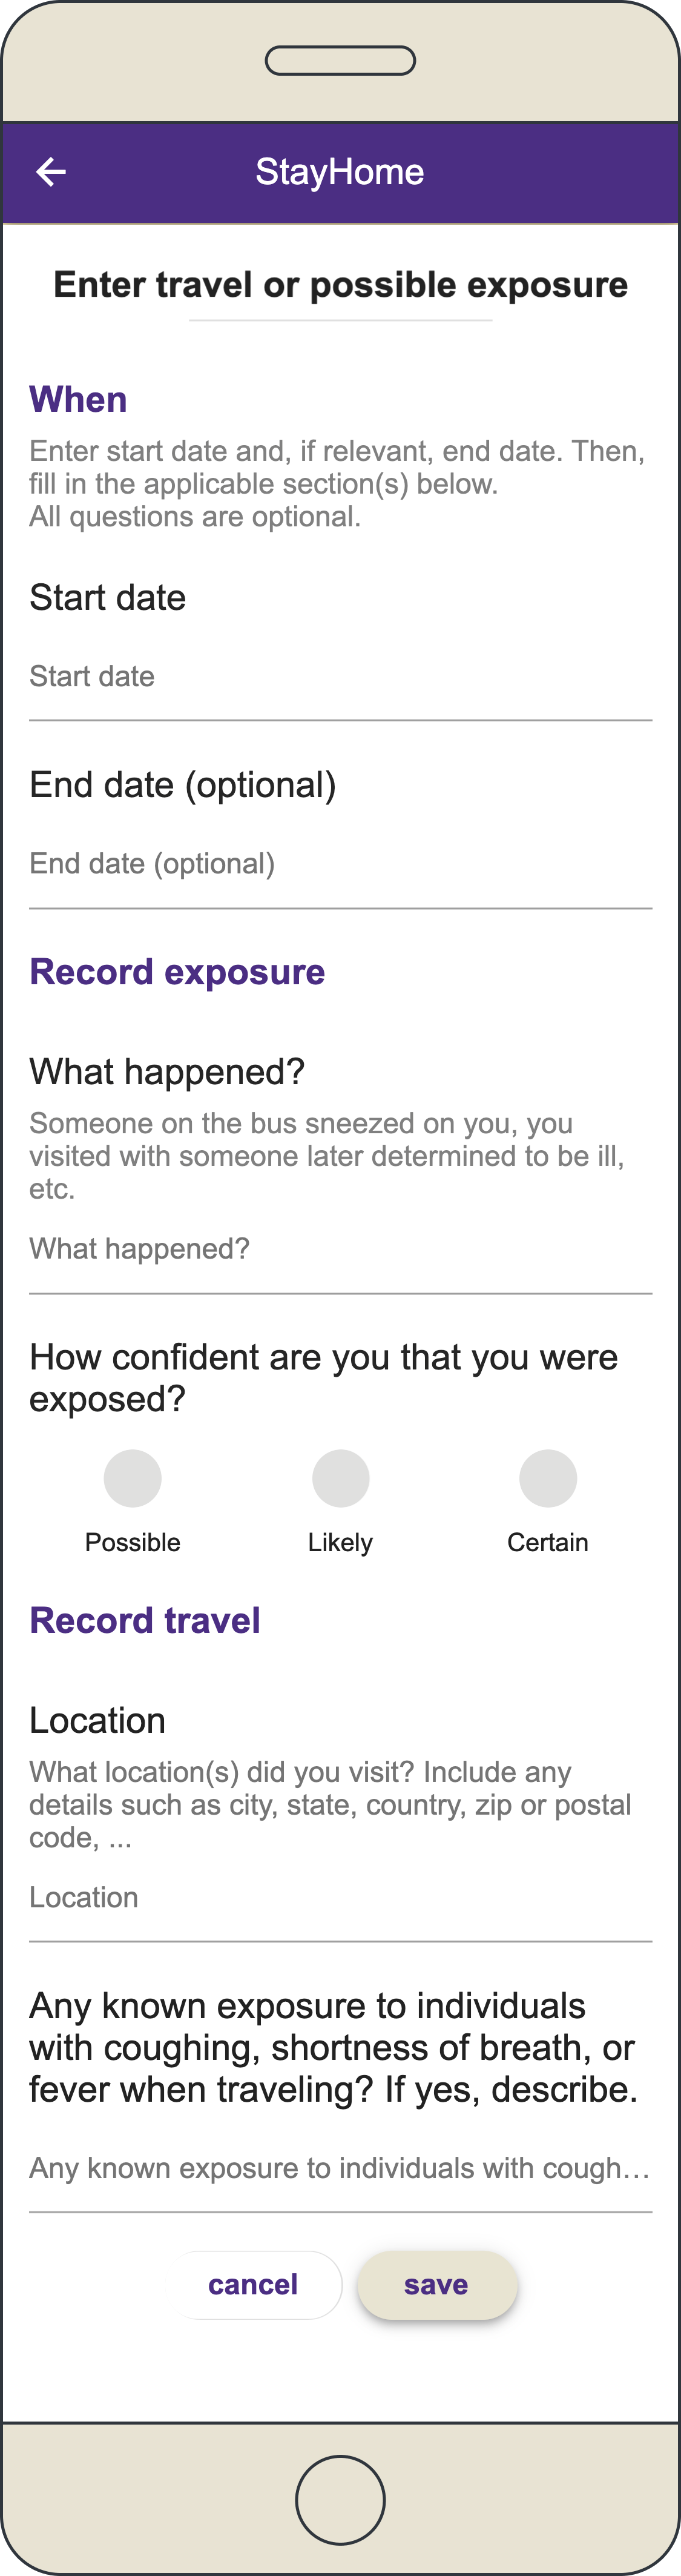 StayHome
Enter travel or possible exposure
When
Enter start date and, if relevant, end date. Then,
fill in the applicable section(s) below.
All questions are optional.
Start date
Start date
End date (optional)
End date (optional)
Record exposure
What happened?
Someone on the bus sneezed on you, you
visited with someone later determined to be ill,
etc.
What happened?
How confident are you that you were
exposed?
Possible Likely Certain
Record travel
Location
What location(s) did you visit? Include any
details such as city, state, country, zip or postal
code, ...
Location
Any known exposure to individuals
with coughing, shortness of breath, or
fever when traveling? If yes, describe.
Any known exposure to individuals with cough...
cancel save